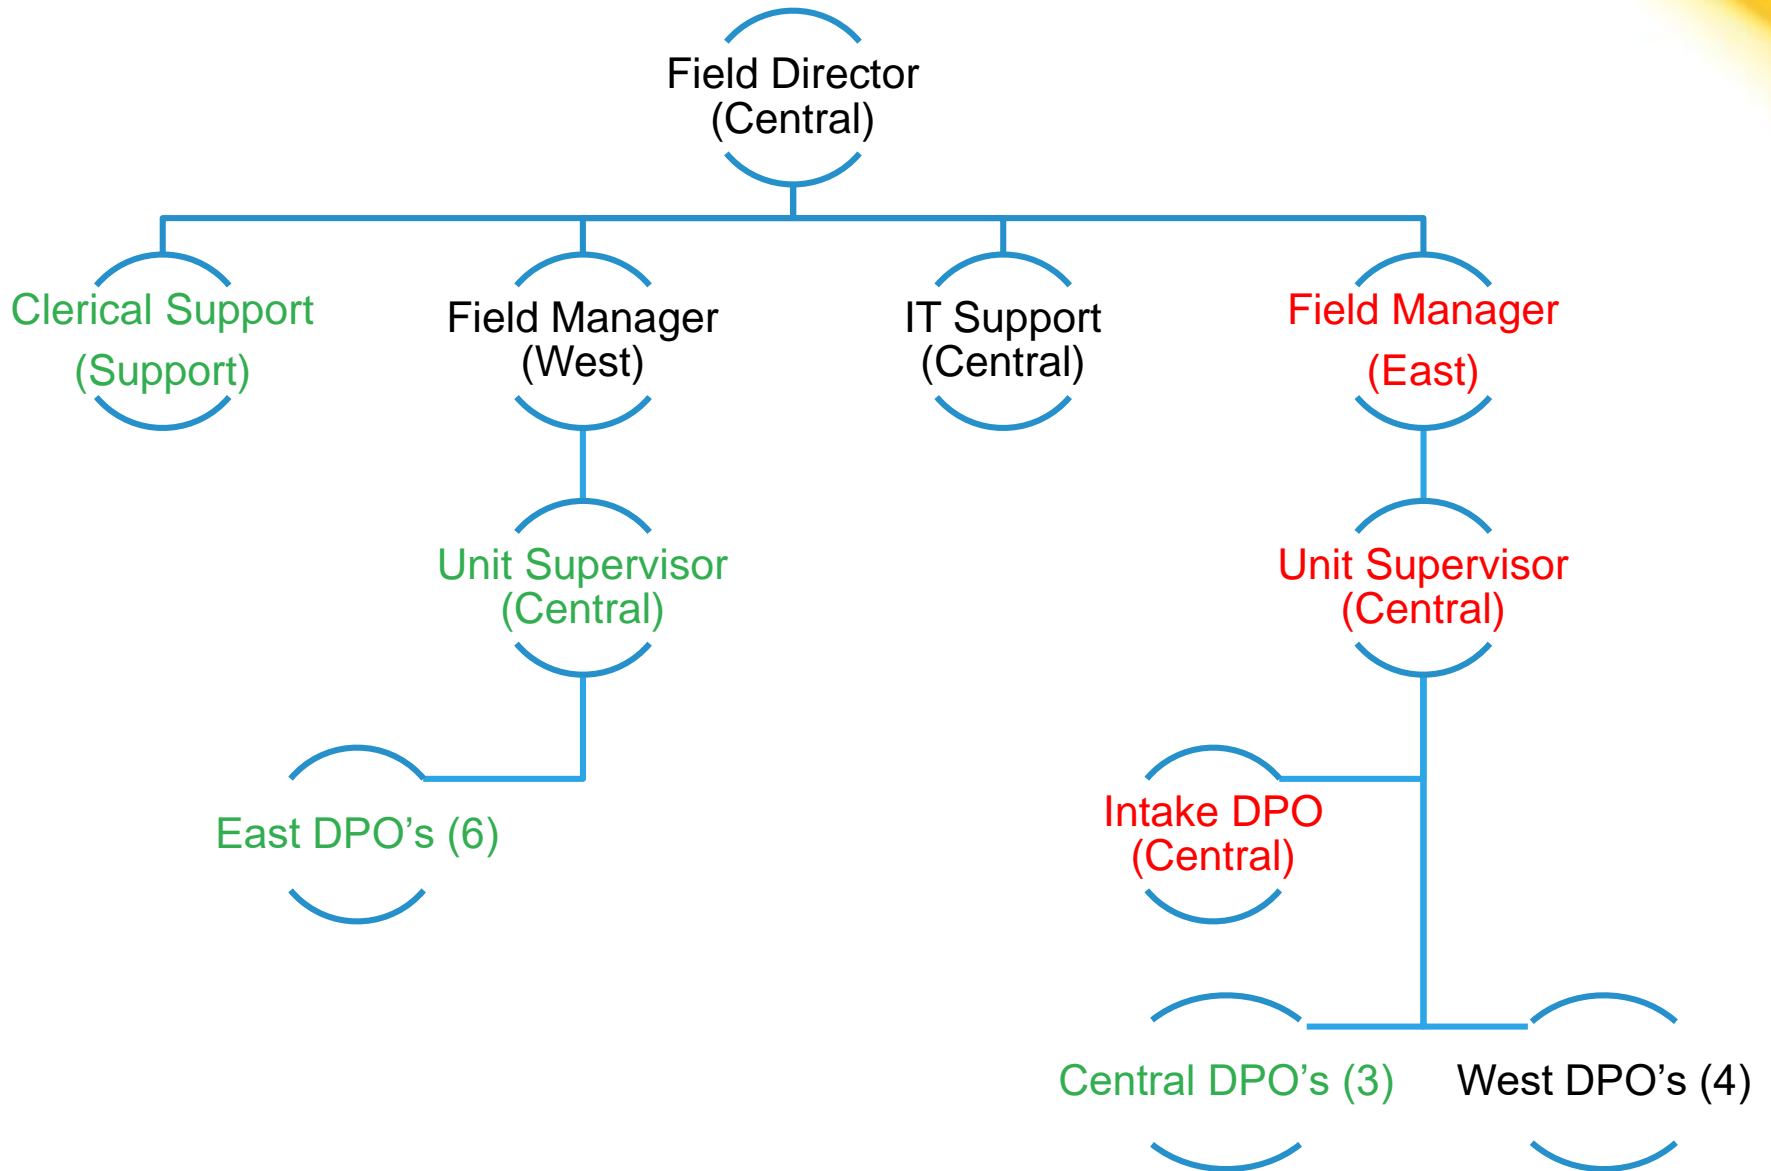 Field Director
(Central)
Clerical Support
(Support)
Field Manager
(West)
IT Support
(Central)
Field Manager
(East)
Unit Supervisor
(Central)
Unit Supervisor
(Central)
East DPO’s (6)
Intake DPO
(Central)
Central DPO’s (3)
West DPO’s (4)